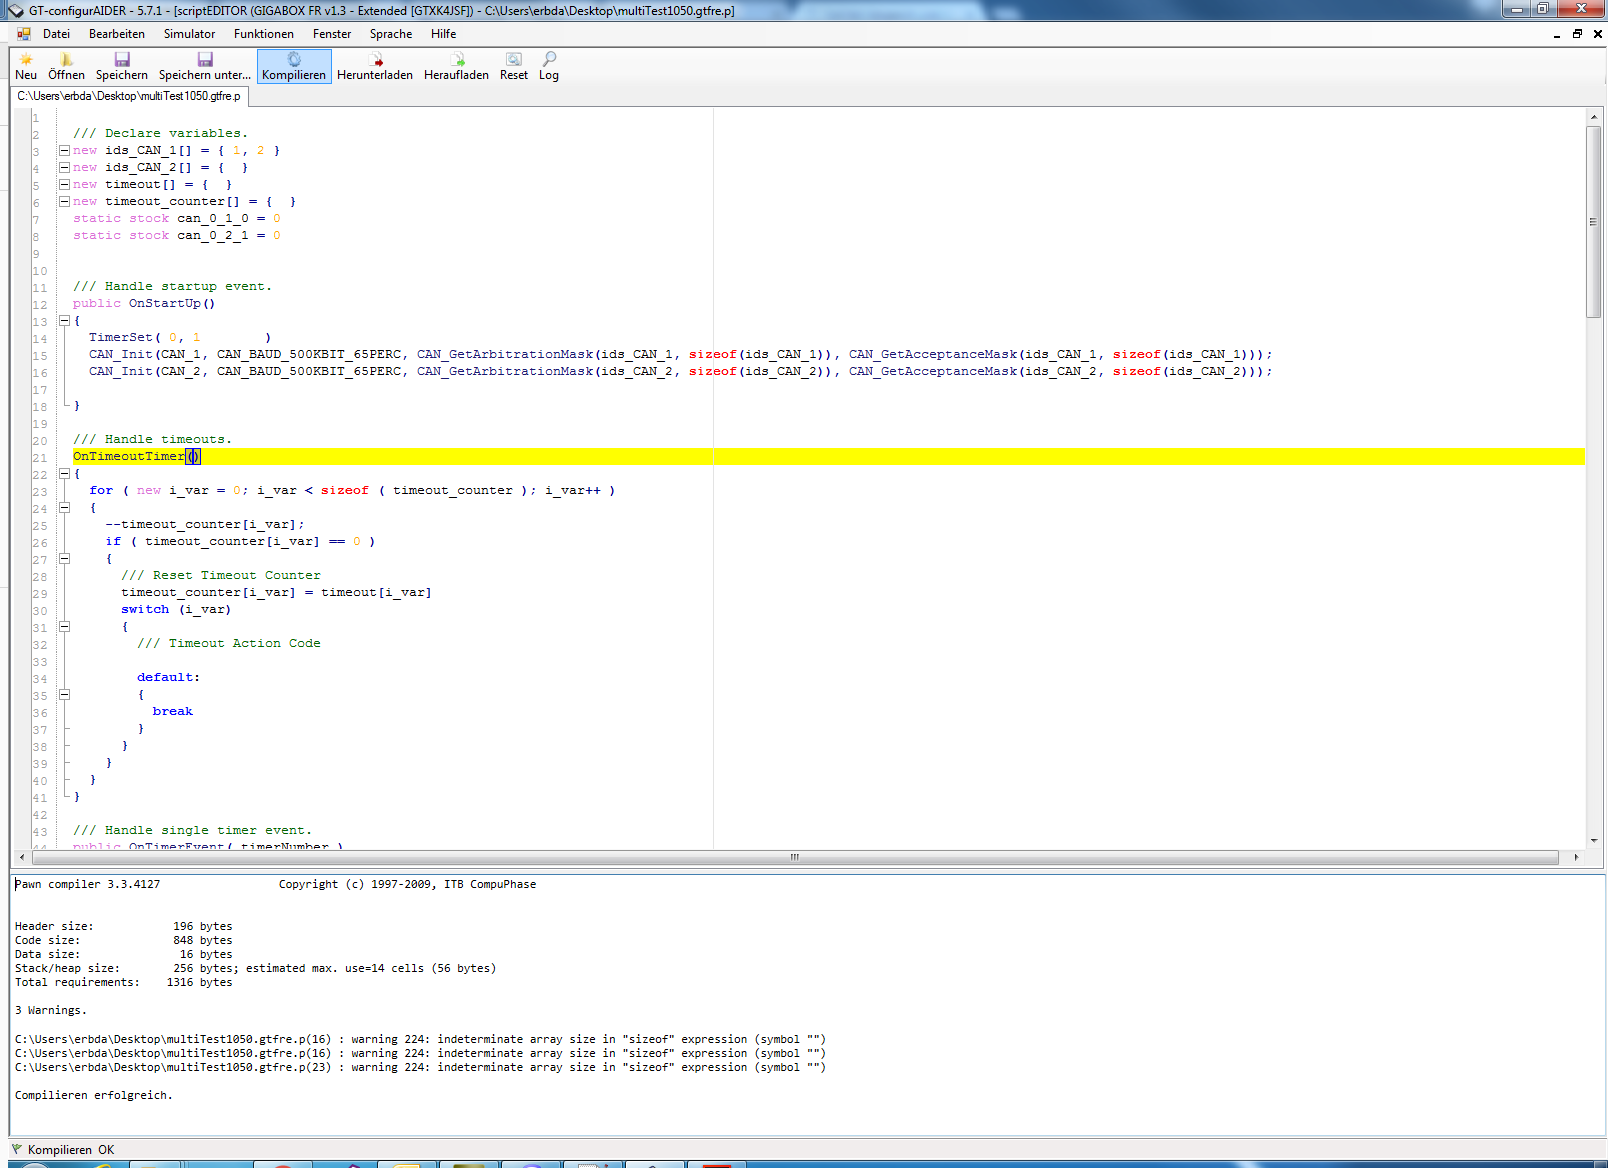 GT-configurAIDER - 5.7.1 - [scriptEDITOR (GIGABOX FR v1.3 - Extended [GTXK4JSF]) - C:\Users\erbda\Desktop\multiTest1050.gtfre.p]
Datei Bearbeiten Simulator Funktionen Fenster Sprache Hilfe
Neu Öffnen Speichern Speichern unter... Kompilieren Herunterladen Heraufladen Reset Log
C:\Users\erbda\Desktop\multiTest1050.gtfre.p
1
2 /// Declare variables.
3 new ids_CAN_1[] = { 1, 2 }
4 new ids_CAN_2[] = {  }
5 new timeout[] = {  }
6 new timeout_counter[] = {  }
7 static stock can_0_1_0 = 0
8 static stock can_0_2_1 = 0
9
10
11 /// Handle startup event.
12 public OnStartUp()
13 {
14 TimerSet( 0, 1        )
15 CAN_Init(CAN_1, CAN_BAUD_500KBIT_65PERC, CAN_GetArbitrationMask(ids_CAN_1, sizeof(ids_CAN_1)), CAN_GetAcceptanceMask(ids_CAN_1, sizeof(ids_CAN_1)));
16 CAN_Init(CAN_2, CAN_BAUD_500KBIT_65PERC, CAN_GetArbitrationMask(ids_CAN_2, sizeof(ids_CAN_2)), CAN_GetAcceptanceMask(ids_CAN_2, sizeof(ids_CAN_2)));
17
18 }
19
20 /// Handle timeouts.
21 OnTimeoutTimer()
22 {
23 for ( new i_var = 0; i_var < sizeof ( timeout_counter ); i_var++ )
24 {
25 --timeout_counter[i_var];
26 if ( timeout_counter[i_var] == 0 )
27 {
28 /// Reset Timeout Counter
29 timeout_counter[i_var] = timeout[i_var]
30 switch (i_var)
31 {
32 /// Timeout Action Code
33
34 default:
35 {
36 break
37 }
38 }
39 }
40 }
41 }
42
43 /// Handle single timer event.
44 public OnTimerEvent( timerNumber )
Pawn compiler 3.3.4127 Copyright (c) 1997-2009, ITB CompuPhase
Header size: 196 bytes
Code size: 848 bytes
Data size: 16 bytes
Stack/heap size: 256 bytes; estimated max. use=14 cells (56 bytes)
Total requirements: 1316 bytes
3 Warnings.
C:\Users\erbda\Desktop\multiTest1050.gtfre.p(16) : warning 224: indeterminate array size in "sizeof" expression (symbol "")
C:\Users\erbda\Desktop\multiTest1050.gtfre.p(16) : warning 224: indeterminate array size in "sizeof" expression (symbol "")
C:\Users\erbda\Desktop\multiTest1050.gtfre.p(23) : warning 224: indeterminate array size in "sizeof" expression (symbol "")
Compilieren erfolgreich.
Kompilieren OK